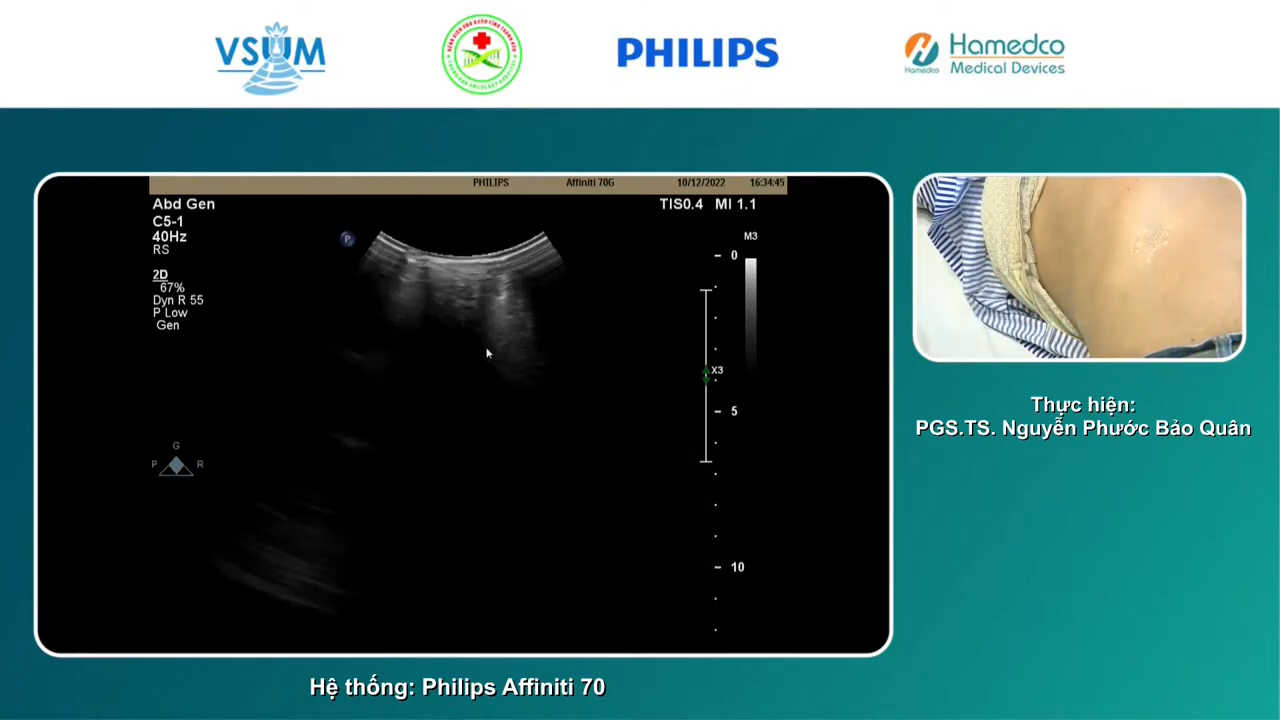 VSUM
PHILIPS
Hamedco
Hamedco
Medical Devices
PHILIPS Affiniti 70G 10/12/2022 16:34:45
Abd Gen
TIS0.4 MI 1.1
C5-1
40Hz
RS
P
M3
0
2D
67%
Dyn R 55
P Low
Gen
X3
5
G
P R
10
Thực hiện:
PGS.TS. Nguyễn Phước Bảo Quân
Hệ thống: Philips Affiniti 70